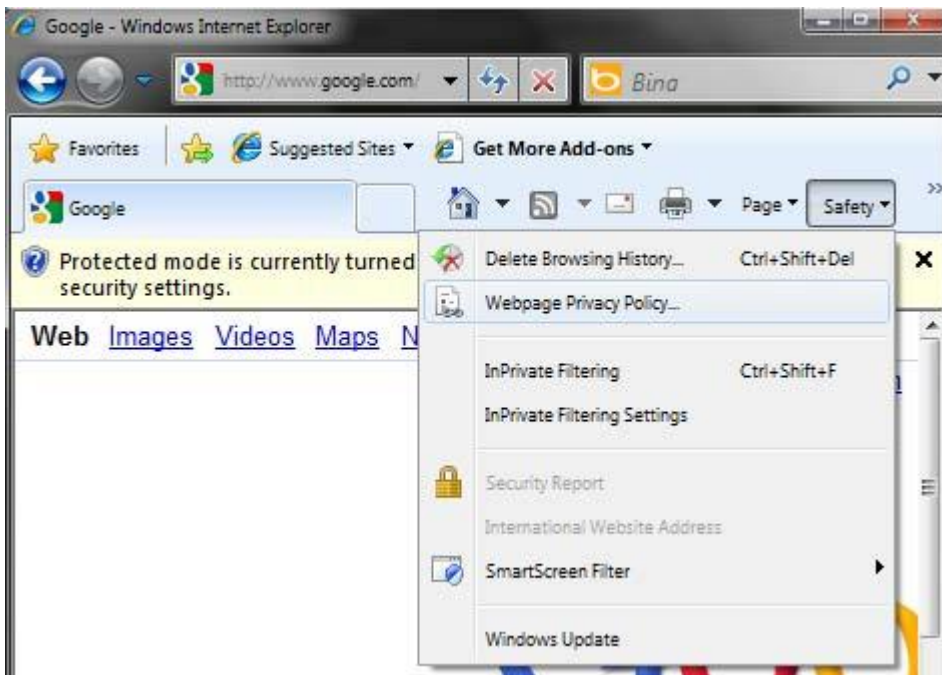 Google - Windows Internet Explorer
http://www.google.com/ Bing
Favorites Suggested Sites Get More Add-ons
Google Page Safety
Protected mode is currently turned
security settings.
Delete Browsing History... Ctrl+Shift+Del
Webpage Privacy Policy...
Web Images Videos Maps N
InPrivate Filtering Ctrl+Shift+F
InPrivate Filtering Settings
Security Report
International Website Address
SmartScreen Filter
Windows Update